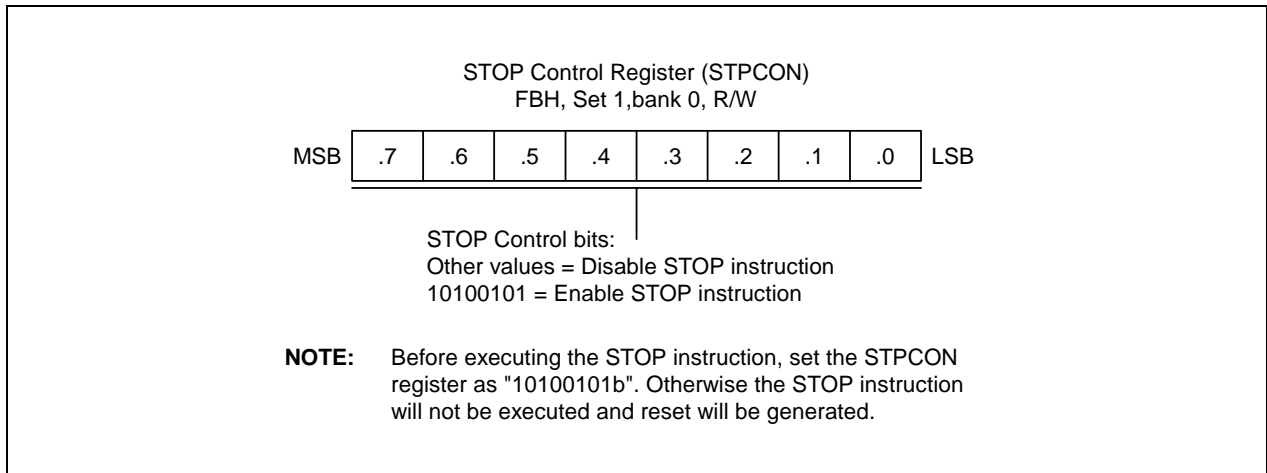 STOP Control Register (STPCON)
FBH, Set 1,bank 0, R/W
MSB .7 .6 .5 .4 .3 .2 .1 .0 LSB
STOP Control bits:
Other values = Disable STOP instruction
10100101 = Enable STOP instruction
NOTE: Before executing the STOP instruction, set the STPCON
register as "10100101b". Otherwise the STOP instruction
will not be executed and reset will be generated.